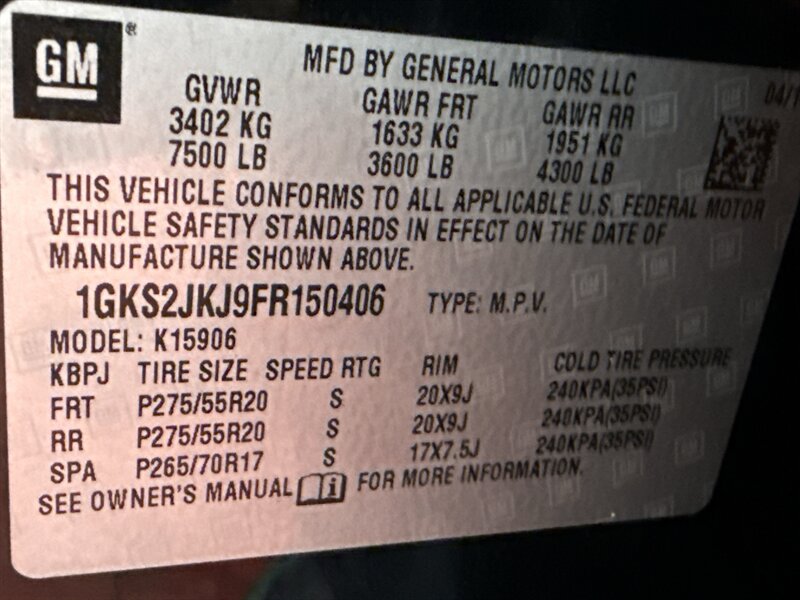 GM®
MFD BY GENERAL MOTORS LLC
04/1
GVWR GAWR FRT GAWR RR
3402 KG 1633 KG 1951 KG
7500 LB 3600 LB 4300 LB
THIS VEHICLE CONFORMS TO ALL APPLICABLE U.S. FEDERAL MOTOR
VEHICLE SAFETY STANDARDS IN EFFECT ON THE DATE OF
MANUFACTURE SHOWN ABOVE.
1GKS2JKJ9FR150406 TYPE: M.P.V.
MODEL: K15906
KBPJ TIRE SIZE SPEED RTG RIM COLD TIRE PRESSURE
FRT P275/55R20 S 20X9J 240KPA(35PSI)
RR P275/55R20 S 20X9J 240KPA(35PSI)
SPA P265/70R17 S 17X7.5J 240KPA(35PSI)
SEE OWNER'S MANUAL i FOR MORE INFORMATION.